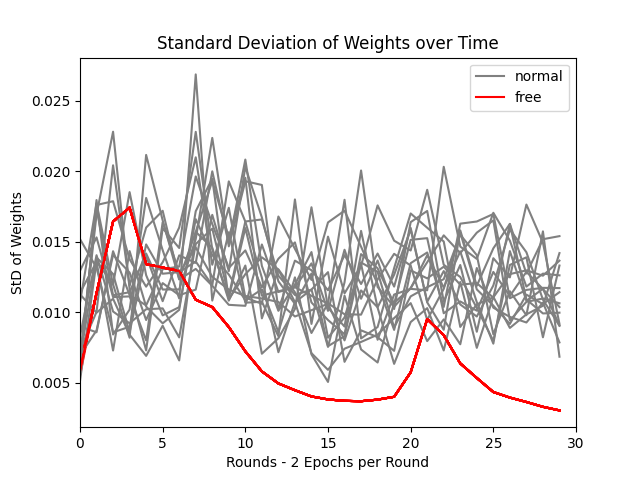 Standard Deviation of Weights over Time
normal
free
StD of Weights
0.025
0.020
0.015
0.010
0.005
0
5
10
15
20
25
30
Rounds - 2 Epochs per Round